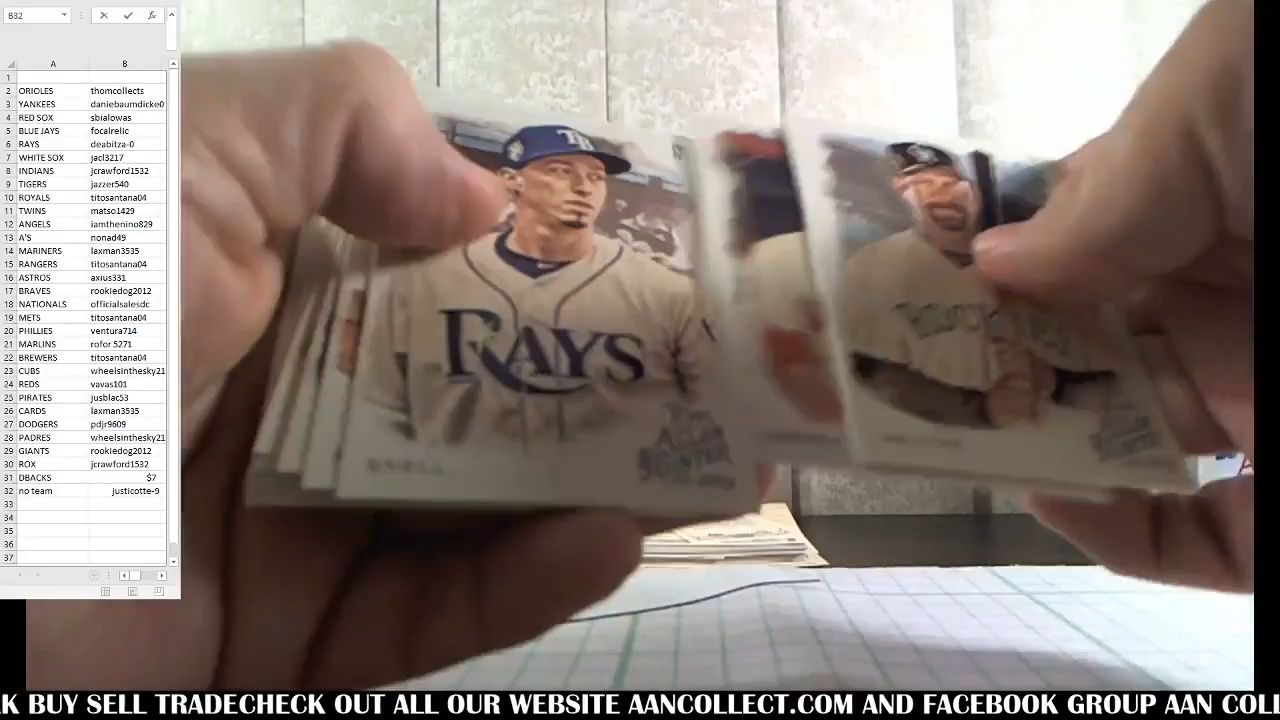 B32
fx
A B
1
2 ORIOLES thomcollects
3 YANKEES daniebaumdicke0
4 RED SOX sbialowas
5 BLUE JAYS focalrelic
6 RAYS deabitza-0
7 WHITE SOX jacl3217
8 INDIANS jcrawford1532
9 TIGERS jazzer540
10 ROYALS titosantana04
11 TWINS matso1429
12 ANGELS iamthenino829
13 A'S nonad49
14 MARINERS laxman3535
15 RANGERS titosantana04
16 ASTROS axius331
17 BRAVES rookiedog2012
18 NATIONALS officialsalesdc
19 METS titosantana04
20 PHILLIES ventura714
21 MARLINS rofor5271
22 BREWERS titosantana04
23 CUBS wheelsinthesky21
24 REDS vavas101
25 PIRATES jusblac53
26 CARDS laxman3535
27 DODGERS pdjr9609
28 PADRES wheelsinthesky21
29 GIANTS rookiedog2012
30 ROX jcrawford1532
31 DBACKS $7
32 no team justicotte-9
33
34
35
36
37
TB
RAYS
SNELL
K BUY SELL TRADECHECK OUT ALL OUR WEBSITE AANCOLLECT.COM AND FACEBOOK GROUP AAN COLL